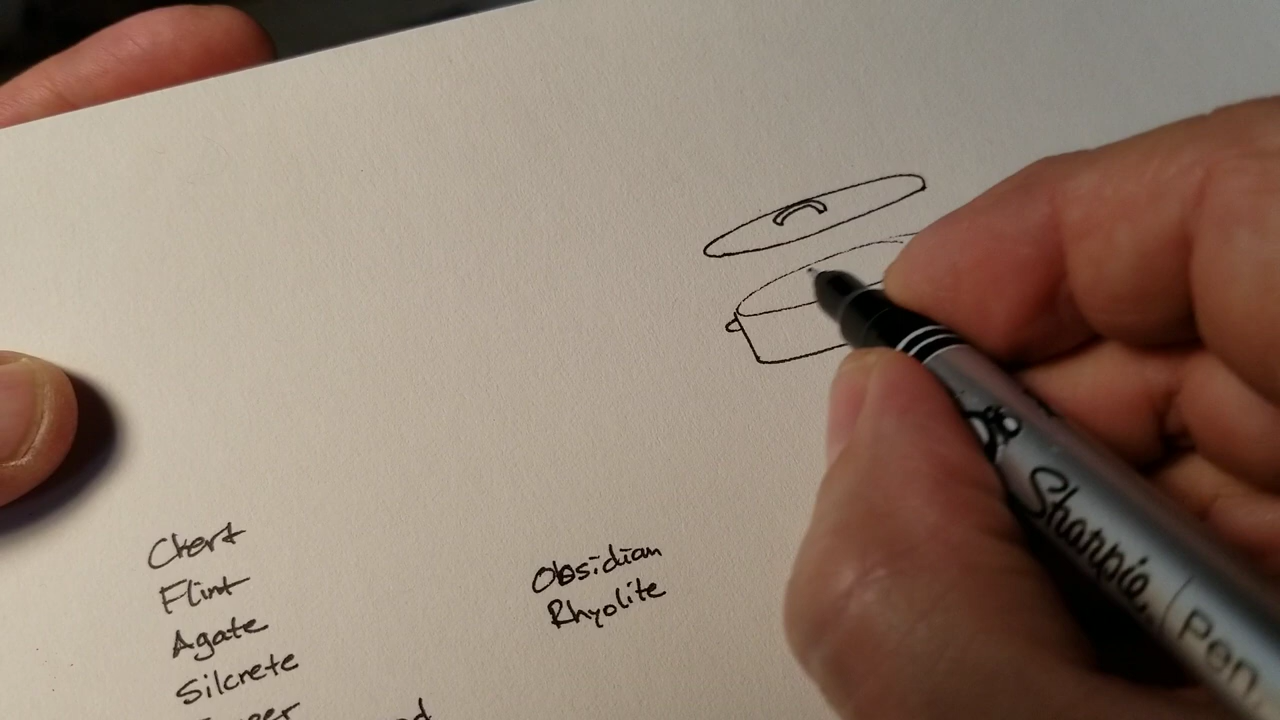 Chert
Flint
Agate
Silcrete
Obsidian
Rhyolite
Sharpie. Pen